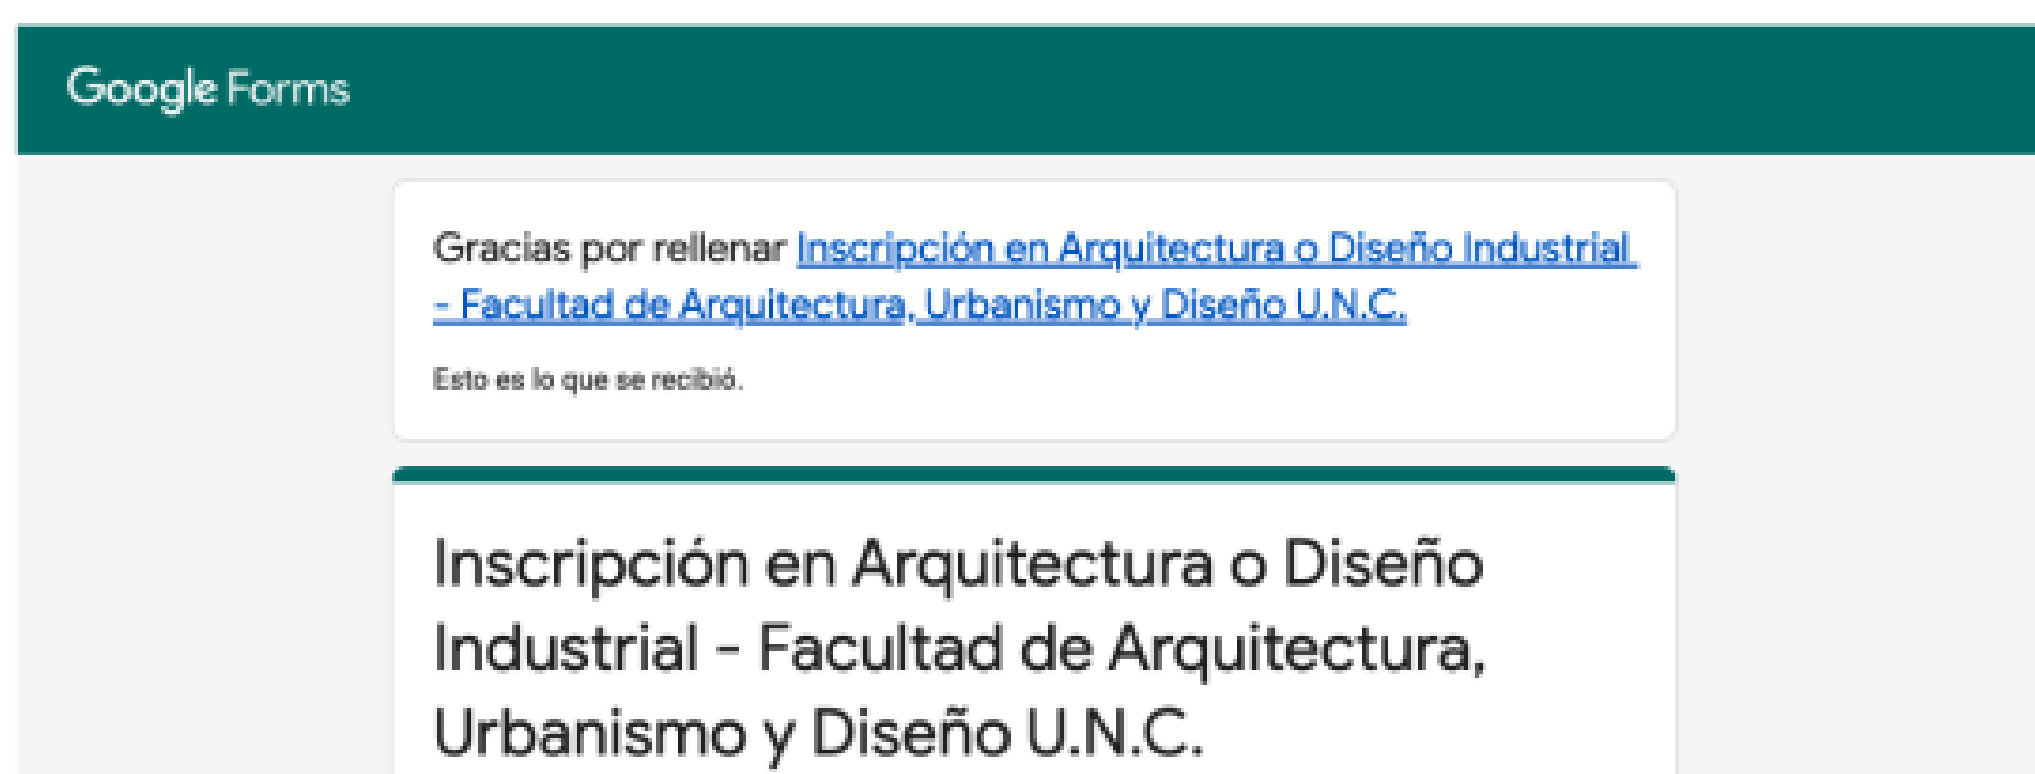 Google Forms
Gracias por rellenar Inscripción en Arquitectura o Diseño Industrial
- Facultad de Arquitectura, Urbanismo y Diseño U.N.C.
Esto es lo que se recibió.
Inscripción en Arquitectura o Diseño
Industrial - Facultad de Arquitectura,
Urbanismo y Diseño U.N.C.